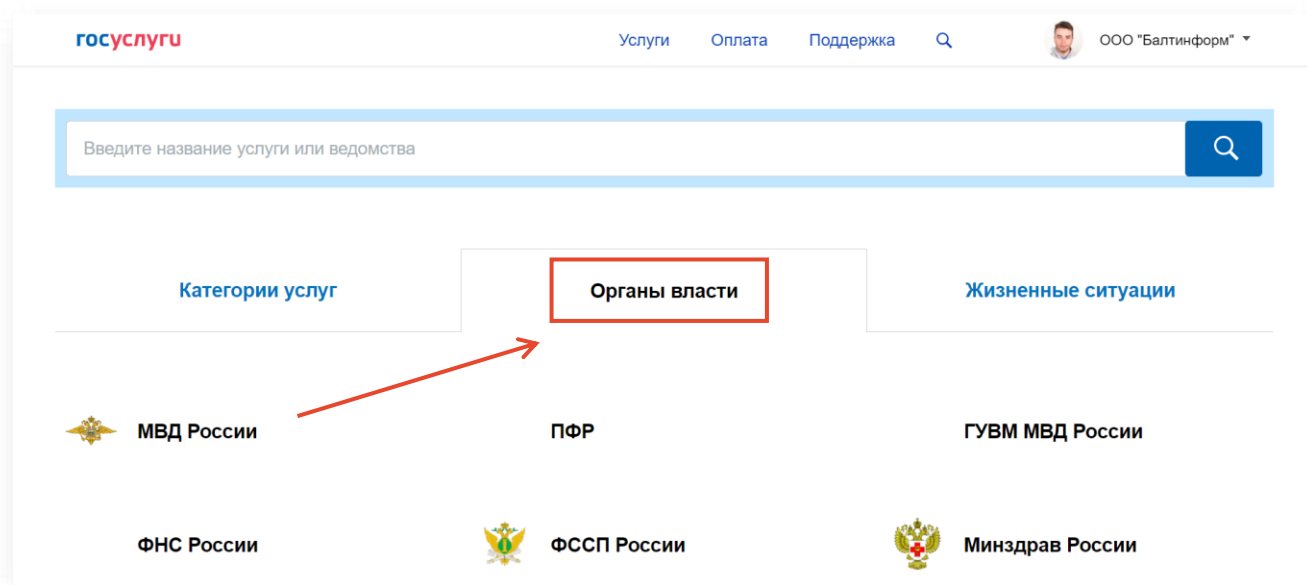 госуслуги Услуги Оплата Поддержка ООО "Балтинформ"
Введите название услуги или ведомства
Категории услуг Органы власти Жизненные ситуации
МВД России ПФР ГУВМ МВД России
ФНС России ФССП России Минздрав России